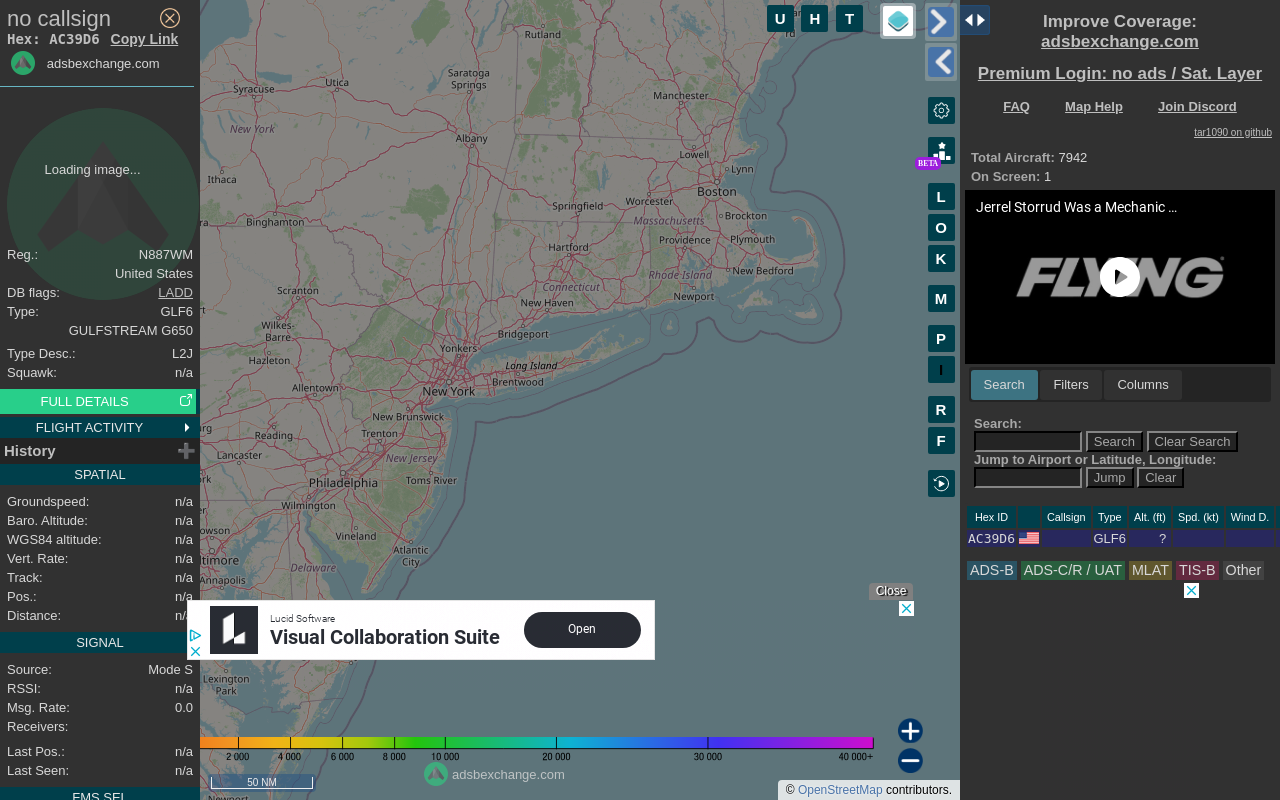 no callsign
Hex: AC39D6 Copy Link
adsbexchange.com
Loading image...
Reg.: N887WM
United States
DB flags: LADD
Type: GLF6
GULFSTREAM G650
Type Desc.: L2J
Squawk: n/a
FULL DETAILS
FLIGHT ACTIVITY
History
SPATIAL
Groundspeed: n/a
Baro. Altitude: n/a
WGS84 altitude: n/a
Vert. Rate: n/a
Track: n/a
Pos.: n/a
Distance: n/
SIGNAL
Source: Mode S
RSSI: n/a
Msg. Rate: 0.0
Receivers:
Last Pos.: n/a
Last Seen: n/a
FMS SEL
U H T
Rutland
Saratoga
Springs
Utica
Syracuse
Manchester
New York
Albany
Lowell
Lynn
Ithaca
Boston
Springfield
Worcester
Binghamton
Massachusetts
Brockton
Providence
Plymouth
Hartford
Rhode Island
New Bedford
Connecticut
Newport
Scranton
New Haven
Wilkes-
Barre
Bridgeport
Yonkers
Hazleton
Long Island
Brentwood
Allentown
New York
New Brunswick
Reading
Trenton
Lancaster
New Jersey
Toms River
Philadelphia
Wilmington
Vineland
Atlantic
City
Annapolis
Delaware
Lexington
Park
BETA
L
O
K
M
P
I
R
F
Close
Lucid Software
Visual Collaboration Suite
Open
2 000 4 000 6 000 8 000 10 000 20 000 30 000 40 000+
50 NM
adsbexchange.com
© OpenStreetMap contributors.
Improve Coverage:
adsbexchange.com
Premium Login: no ads / Sat. Layer
FAQ Map Help Join Discord
tar1090 on github
Total Aircraft: 7942
On Screen: 1
Jerrel Storrud Was a Mechanic …
FLYING
Search Filters Columns
Search:
Search Clear Search
Jump to Airport or Latitude, Longitude:
Jump Clear
Hex ID Callsign Type Alt. (ft) Spd. (kt) Wind D.
AC39D6 GLF6 ?
ADS-B ADS-C/R / UAT MLAT TIS-B Other